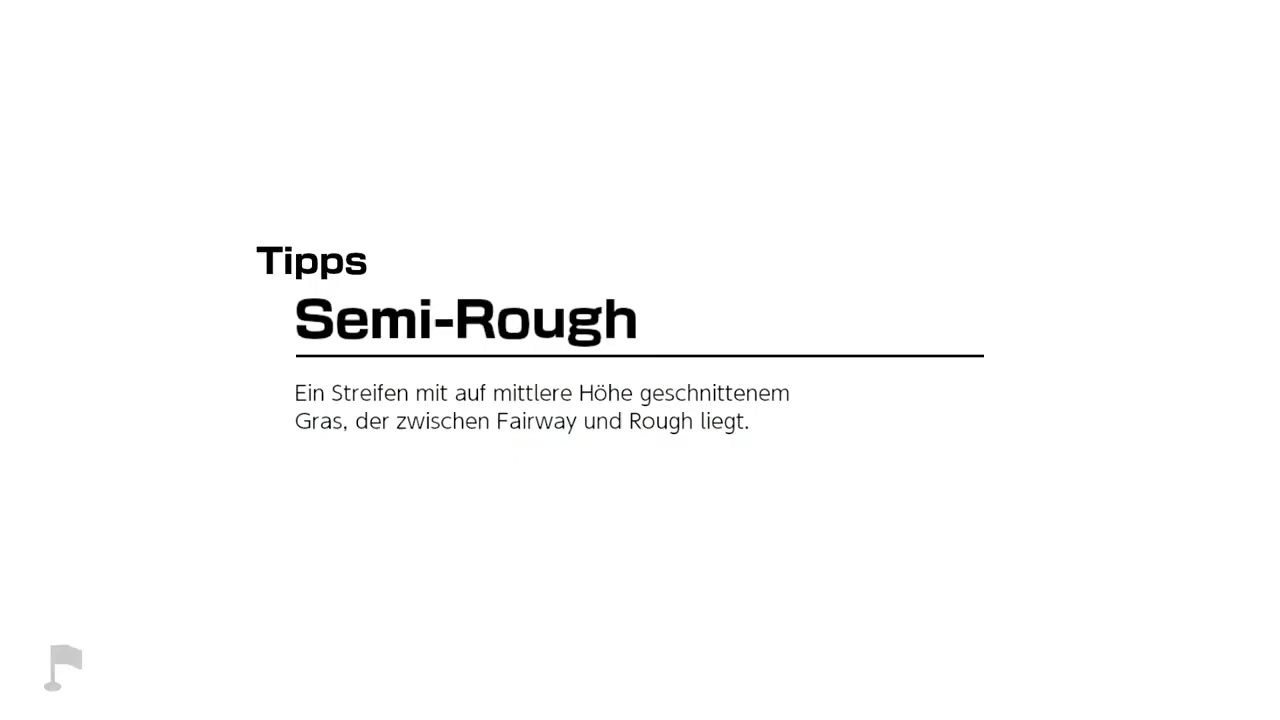 Tipps
Semi-Rough
Ein Streifen mit auf mittlere Höhe geschnittenem
Gras, der zwischen Fairway und Rough liegt.